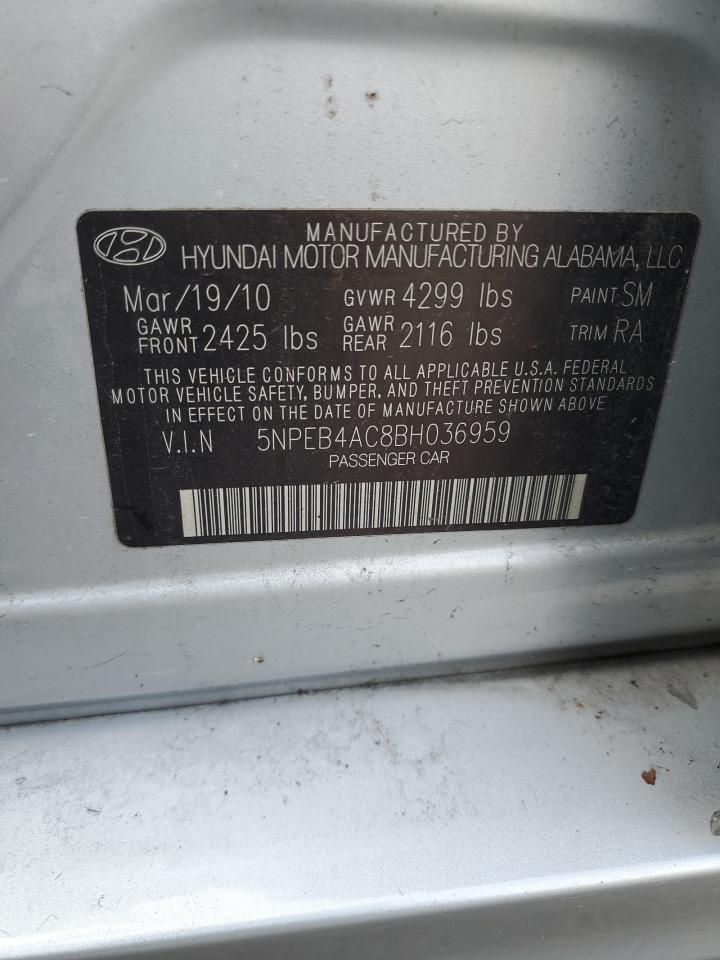 MANUFACTURED BY
HYUNDAI MOTOR MANUFACTURING ALABAMA, LLC
Mar/19/10 GVWR 4299 lbs PAINT SM
GAWR FRONT 2425 lbs GAWR REAR 2116 lbs TRIM RA
THIS VEHICLE CONFORMS TO ALL APPLICABLE U.S.A. FEDERAL
MOTOR VEHICLE SAFETY, BUMPER, AND THEFT PREVENTION STANDARDS
IN EFFECT ON THE DATE OF MANUFACTURE SHOWN ABOVE.
V.I.N 5NPEB4AC8BH036959
PASSENGER CAR